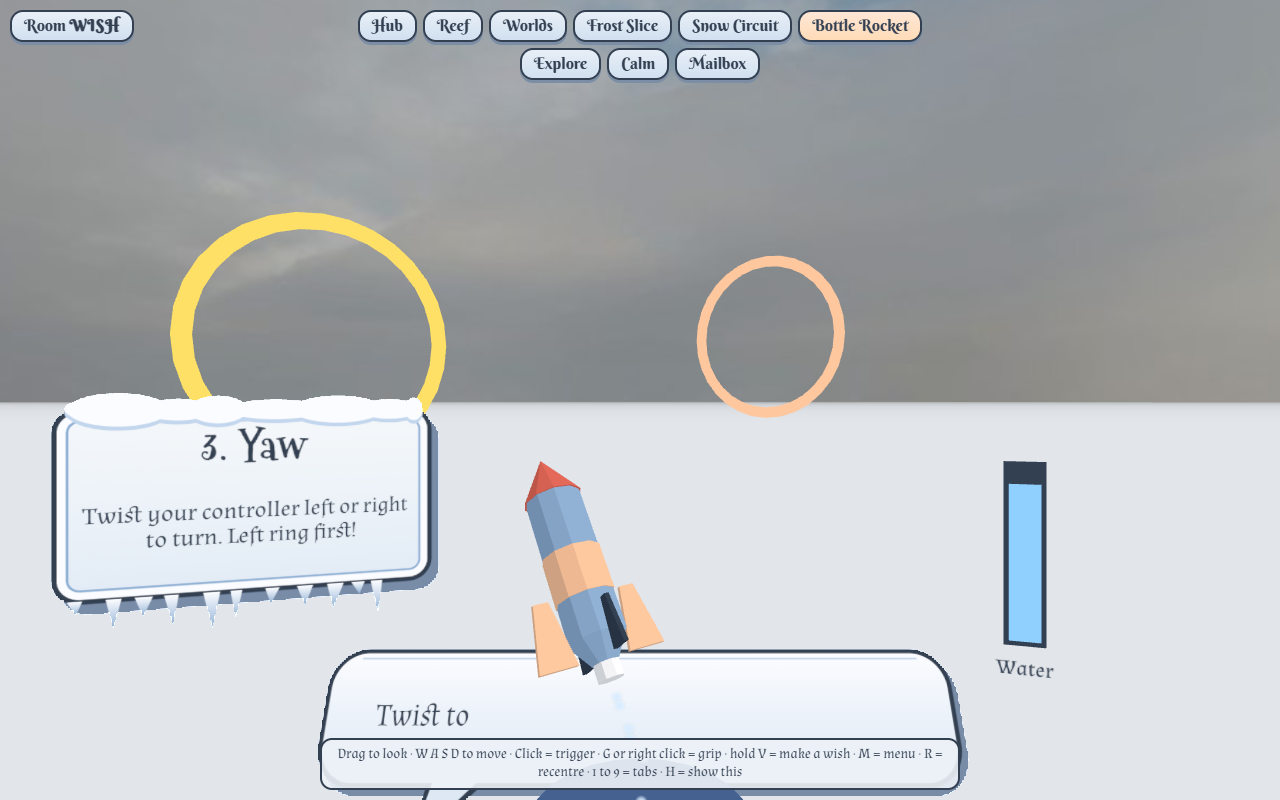 Room WISH
Hub
Reef
Worlds
Frost Slice
Snow Circuit
Bottle Rocket
Explore
Calm
Mailbox
3. Yaw
Twist your controller left or right
to turn. Left ring first!
Water
Twist to
Drag to look · W A S D to move · Click = trigger · G or right click = grip · hold V = make a wish · M = menu · R =
recentre · 1 to 9 = tabs · H = show this